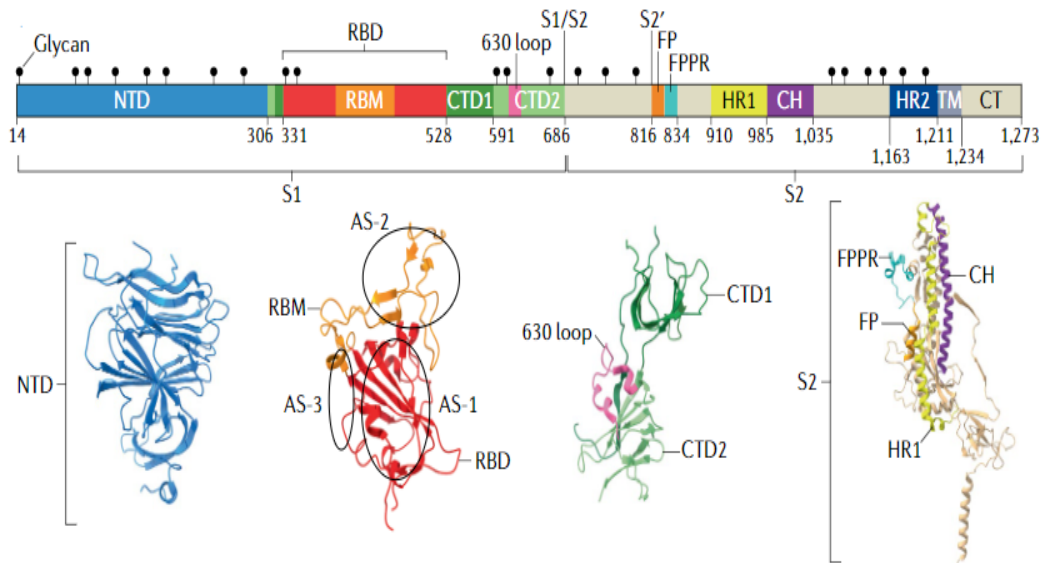 S1/S2
S2′
Glycan
RBD
630 loop
FP
FPPR
NTD
RBM
CTD1
CTD2
HR1
CH
HR2
TM
CT
14
306
331
528
591
686
816
834
910
985
1,035
1,163
1,211
1,234
1,273
S1
S2
AS-2
RBM
NTD
AS-3
AS-1
RBD
630 loop
CTD1
CTD2
FPPR
CH
FP
S2
HR1